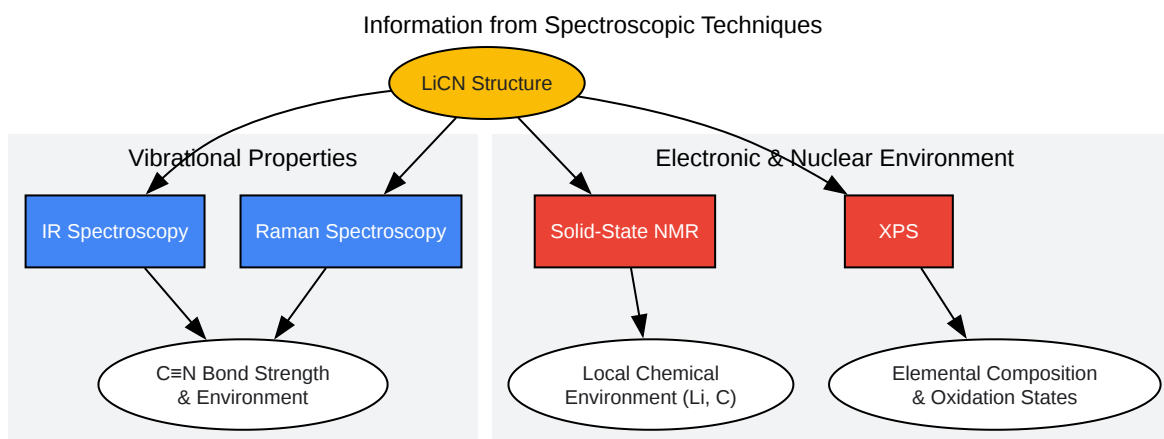 Information from Spectroscopic Techniques
LiCN Structure
Vibrational Properties
Electronic & Nuclear Environment
IR Spectroscopy
Raman Spectroscopy
Solid-State NMR
XPS
C≡N Bond Strength
& Environment
Local Chemical
Environment (Li, C)
Elemental Composition
& Oxidation States